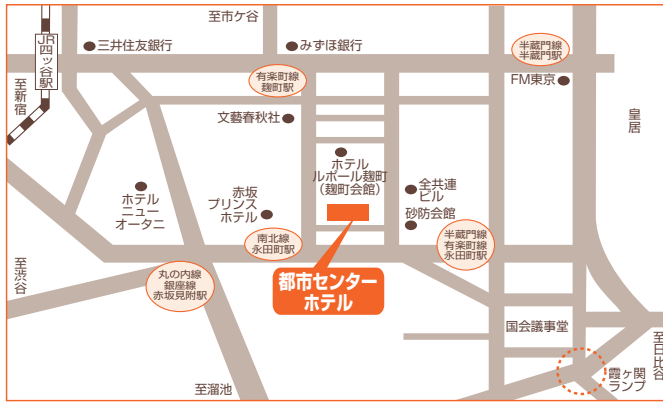 至市ケ谷
三井住友銀行
みずほ銀行
半蔵門線
半蔵門駅
JR
四ッ谷駅
至新宿
有楽町線
麹町駅
FM東京
皇居
文藝春秋社
ホテル
ルポール麹町
(麹町会館)
全共連
ビル
砂防会館
ホテル
ニュー
オータニ
赤坂
プリンス
ホテル
南北線
永田町駅
半蔵門線
有楽町線
永田町駅
至渋谷
丸の内線
銀座線
赤坂見附駅
都市センター
ホテル
国会議事堂
至日比谷
霞ヶ関
ランプ
至溜池